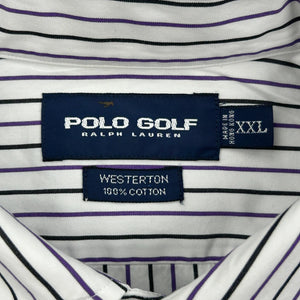 POLO GOLF
RALPH LAUREN
MADE IN
HONG KONG
XXL
WESTERTON
100% COTTON